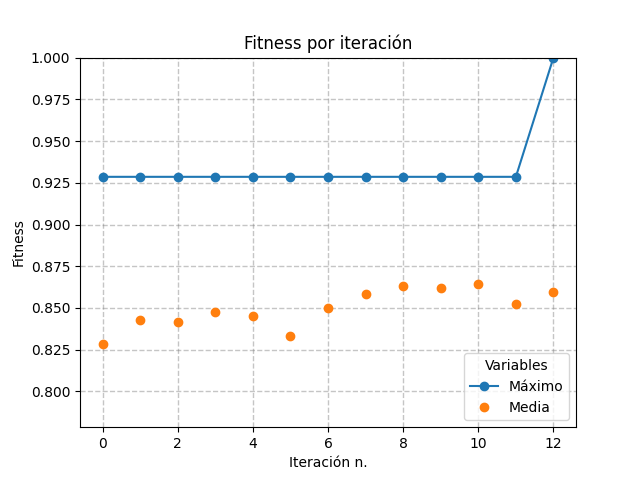 Fitness por iteración
1.000
0.975
0.950
0.925
0.900
0.875
0.850
0.825
0.800
Fitness
0
2
4
6
8
10
12
Iteración n.
Variables
Máximo
Media